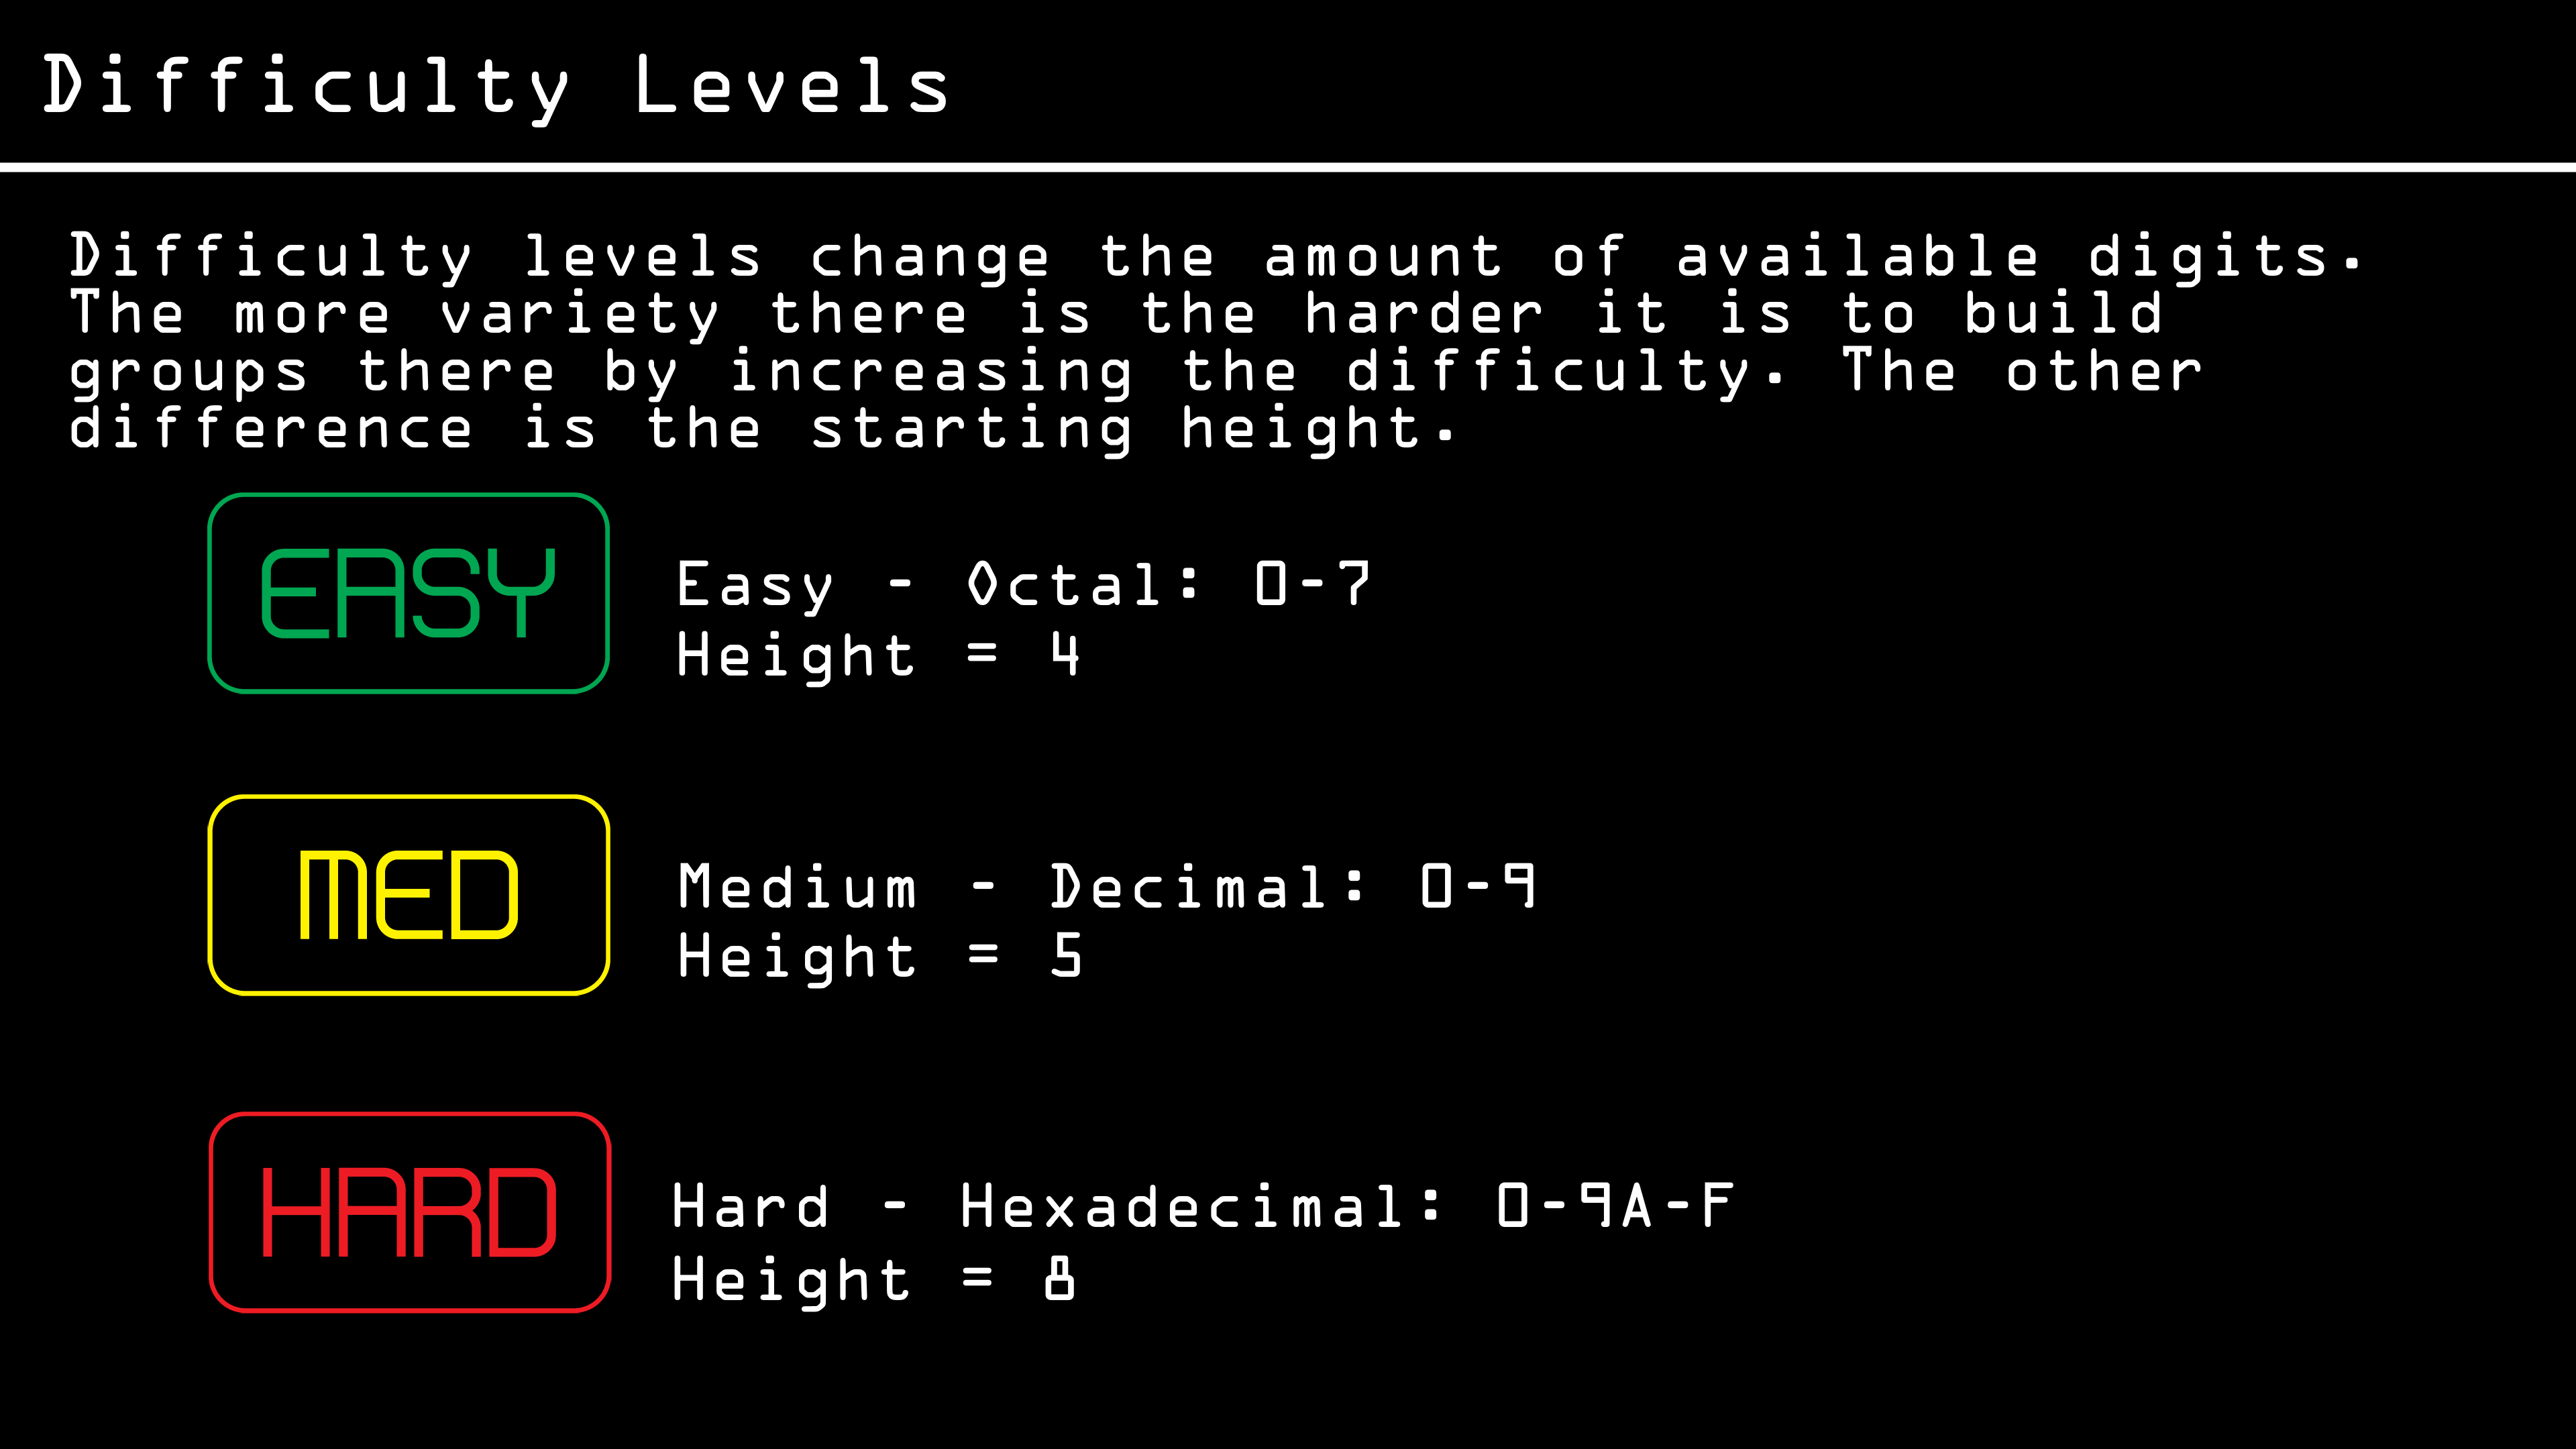 Difficulty Levels
Difficulty levels change the amount of available digits.
The more variety there is the harder it is to build
groups there by increasing the difficulty. The other
difference is the starting height.
EASY
Easy - Octal: 0-7
Height = 4
MED
Medium - Decimal: 0-9
Height = 5
HARD
Hard - Hexadecimal: 0-9A-F
Height = 8